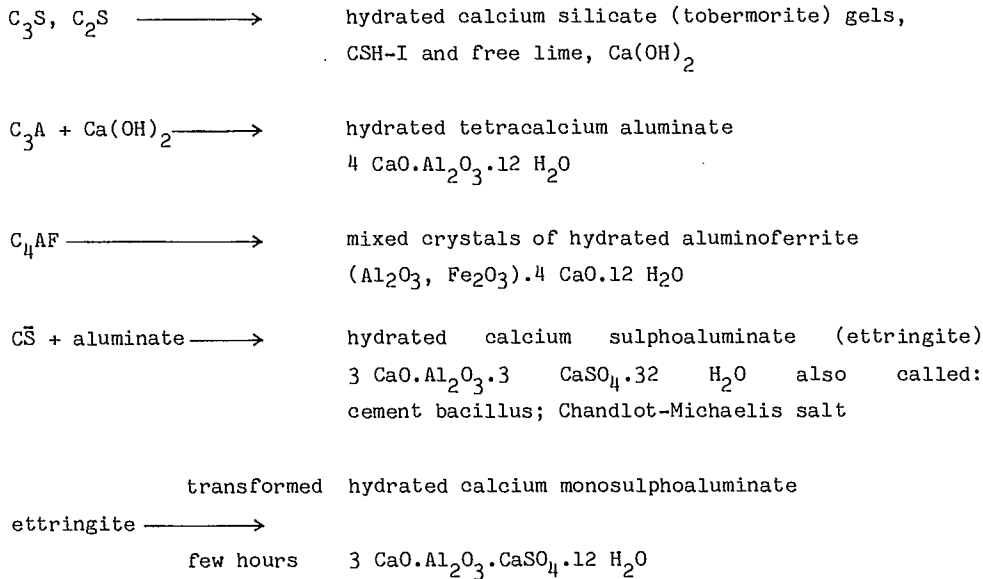 C₃S, C₂S ⟶ hydrated calcium silicate (tobermorite) gels,
CSH-I and free lime, Ca(OH)₂
C₃A + Ca(OH)₂ ⟶ hydrated tetracalcium aluminate
4 CaO.Al₂O₃.12 H₂O
C₄AF ⟶ mixed crystals of hydrated aluminoferrite
(Al₂O₃, Fe₂O₃).4 CaO.12 H₂O
CS̄ + aluminate ⟶ hydrated calcium sulphoaluminate (ettringite)
3 CaO.Al₂O₃.3 CaSO₄.32 H₂O also called:
cement bacillus; Chandlot-Michaelis salt
transformed hydrated calcium monosulphoaluminate
ettringite ⟶
few hours 3 CaO.Al₂O₃.CaSO₄.12 H₂O